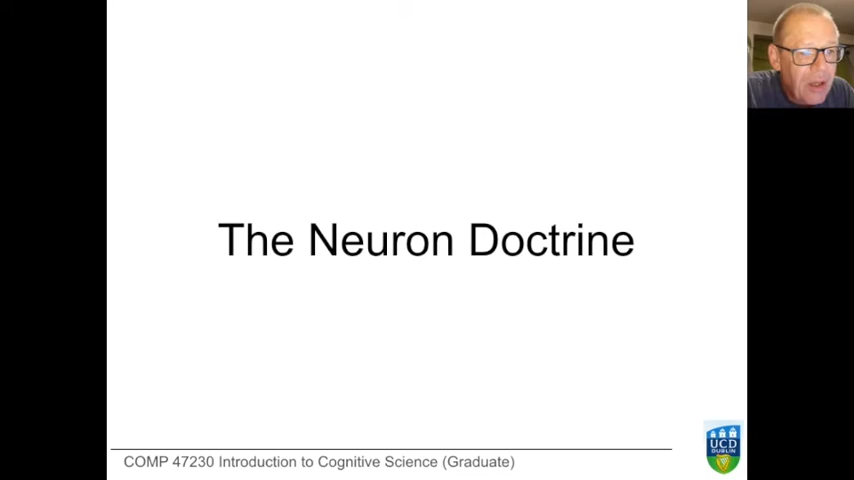 The Neuron Doctrine
COMP 47230 Introduction to Cognitive Science (Graduate)
UCD
DUBLIN